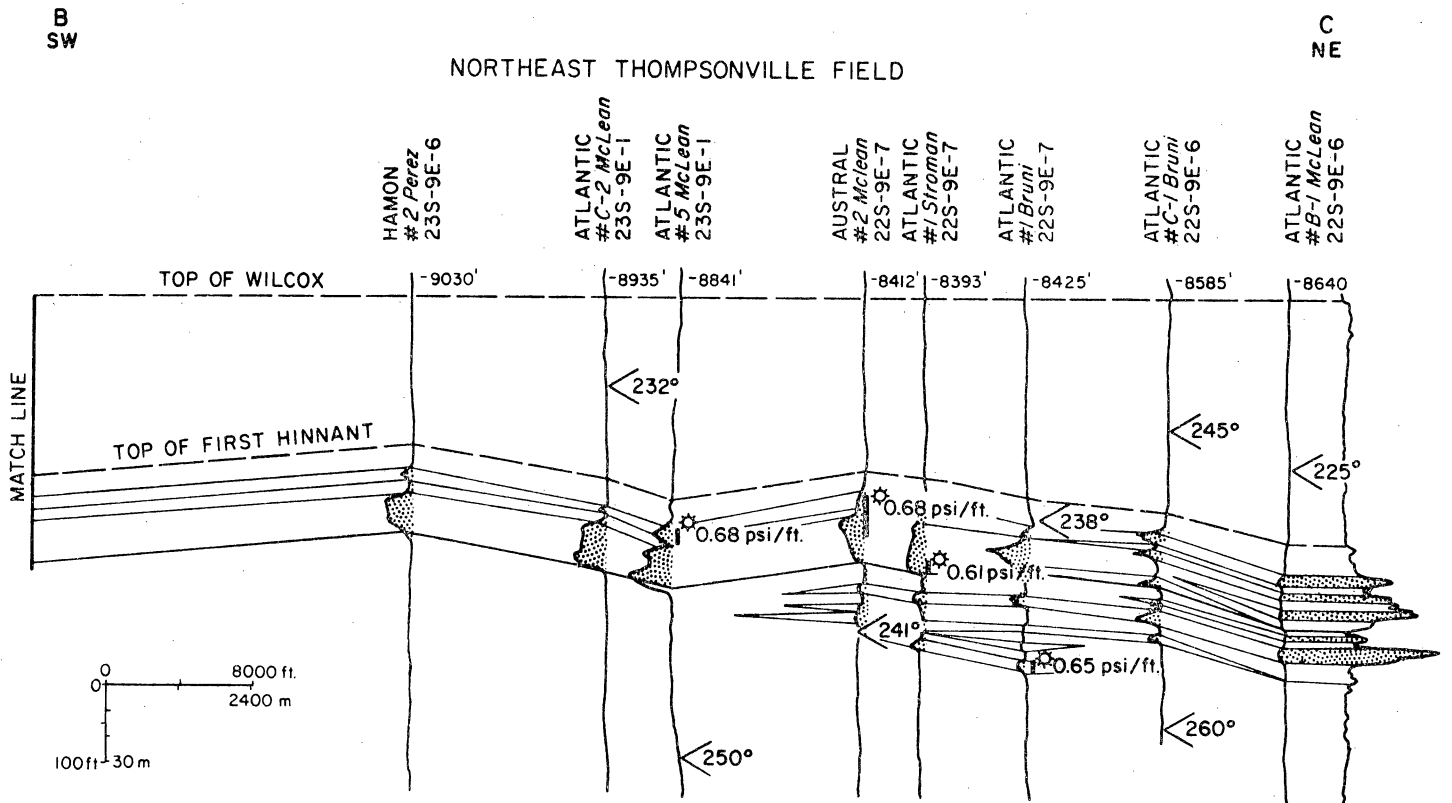 B
SW
C
NE
NORTHEAST THOMPSONVILLE FIELD
HAMON
#2 Perez
23S-9E-6
ATLANTIC
#C-2 McLean
23S-9E-1
ATLANTIC
#5 McLean
23S-9E-1
AUSTRAL
#2 Mclean
22S-9E-7
ATLANTIC
#1 Stroman
22S-9E-7
ATLANTIC
#1 Bruni
22S-9E-7
ATLANTIC
#C-1 Bruni
22S-9E-6
ATLANTIC
#B-1 McLean
22S-9E-6
TOP OF WILCOX
-9030'
-8935'
-8841'
-8412'
-8393'
-8425'
-8585'
-8640
MATCH LINE
232°
245°
TOP OF FIRST HINNANT
225°
0.68 psi/ft.
0.68 psi/ft.
238°
0.61 psi/ft.
241°
0.65 psi/ft.
0
8000 ft.
0
2400 m
260°
250°
100ft
30m